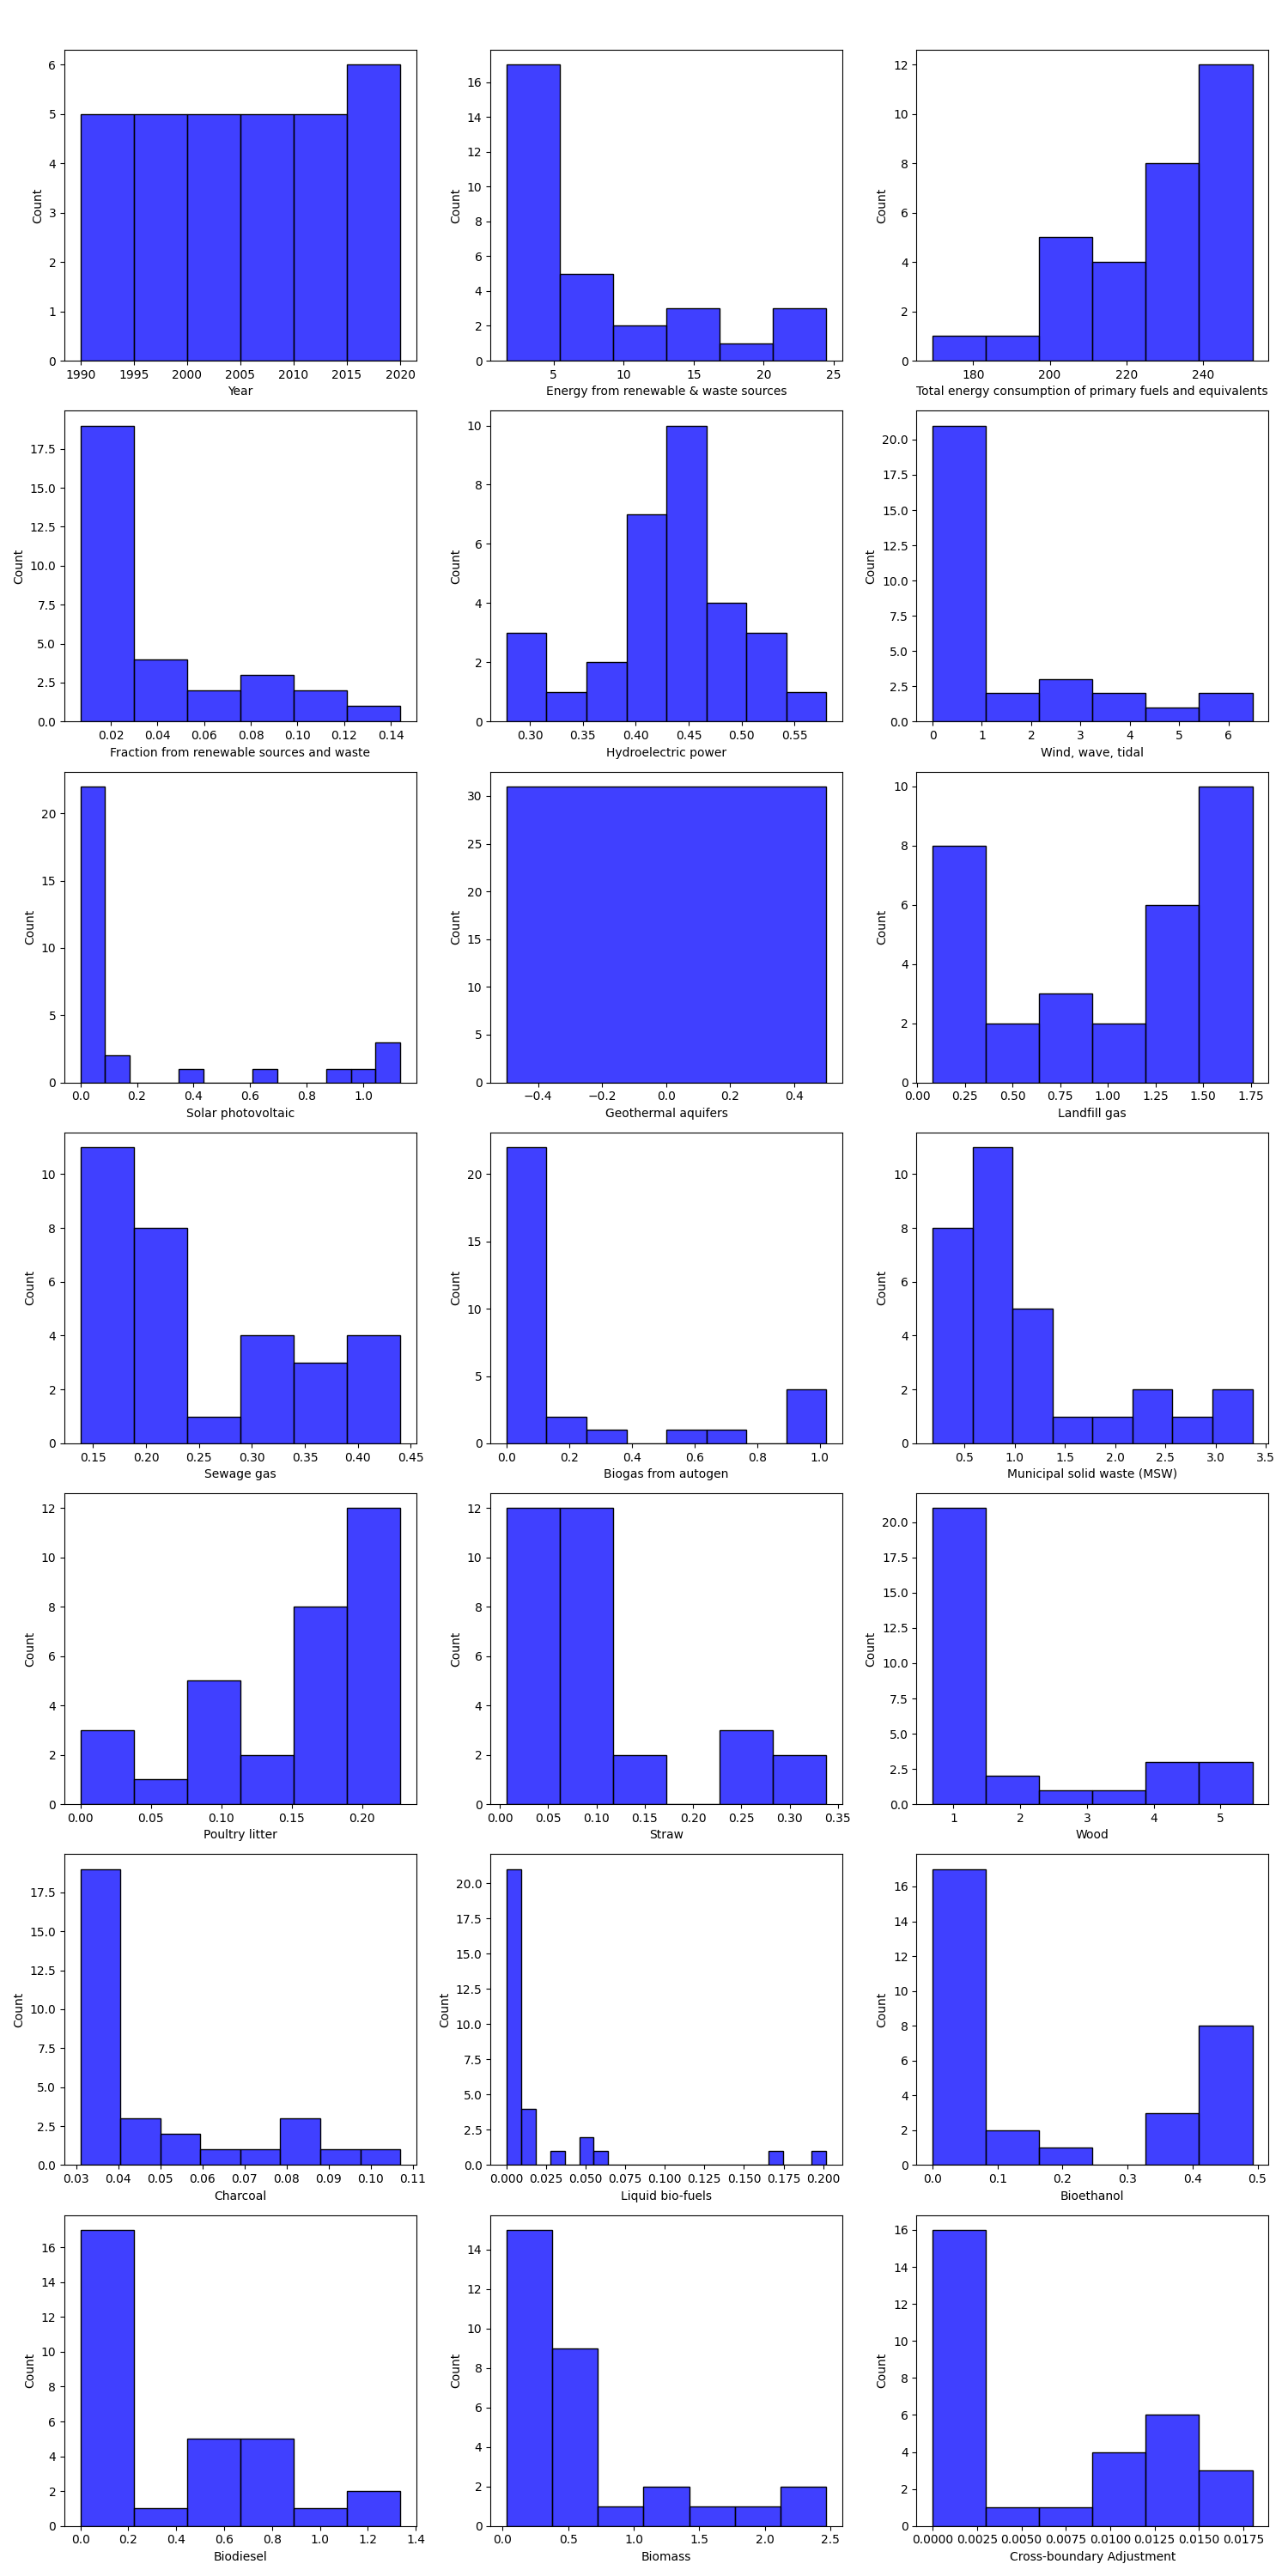 6
5
4
3
2
1
0
Count
1990 1995 2000 2005 2010 2015 2020
Year
16
14
12
10
8
6
4
2
0
Count
5 10 15 20 25
Energy from renewable & waste sources
12
10
8
6
4
2
0
Count
180 200 220 240
Total energy consumption of primary fuels and equivalents
17.5
15.0
12.5
10.0
7.5
5.0
2.5
0.0
Count
0.02 0.04 0.06 0.08 0.10 0.12 0.14
Fraction from renewable sources and waste
10
8
6
4
2
0
Count
0.30 0.35 0.40 0.45 0.50 0.55
Hydroelectric power
20.0
17.5
15.0
12.5
10.0
7.5
5.0
2.5
0.0
Count
0 1 2 3 4 5 6
Wind, wave, tidal
20
15
10
5
0
Count
0.0 0.2 0.4 0.6 0.8 1.0
Solar photovoltaic
30
25
20
15
10
5
0
Count
−0.4 −0.2 0.0 0.2 0.4
Geothermal aquifers
10
8
6
4
2
0
Count
0.00 0.25 0.50 0.75 1.00 1.25 1.50 1.75
Landfill gas
10
8
6
4
2
0
Count
0.15 0.20 0.25 0.30 0.35 0.40 0.45
Sewage gas
20
15
10
5
0
Count
0.0 0.2 0.4 0.6 0.8 1.0
Biogas from autogen
10
8
6
4
2
0
Count
0.5 1.0 1.5 2.0 2.5 3.0 3.5
Municipal solid waste (MSW)
12
10
8
6
4
2
0
Count
0.00 0.05 0.10 0.15 0.20
Poultry litter
12
10
8
6
4
2
0
Count
0.00 0.05 0.10 0.15 0.20 0.25 0.30 0.35
Straw
20.0
17.5
15.0
12.5
10.0
7.5
5.0
2.5
0.0
Count
1 2 3 4 5
Wood
17.5
15.0
12.5
10.0
7.5
5.0
2.5
0.0
Count
0.03 0.04 0.05 0.06 0.07 0.08 0.09 0.10 0.11
Charcoal
20.0
17.5
15.0
12.5
10.0
7.5
5.0
2.5
0.0
Count
0.000 0.025 0.050 0.075 0.100 0.125 0.150 0.175 0.200
Liquid bio-fuels
16
14
12
10
8
6
4
2
0
Count
0.0 0.1 0.2 0.3 0.4 0.5
Bioethanol
16
14
12
10
8
6
4
2
0
Count
0.0 0.2 0.4 0.6 0.8 1.0 1.2 1.4
Biodiesel
14
12
10
8
6
4
2
0
Count
0.0 0.5 1.0 1.5 2.0 2.5
Biomass
16
14
12
10
8
6
4
2
0
Count
0.0000 0.0025 0.0050 0.0075 0.0100 0.0125 0.0150 0.0175
Cross-boundary Adjustment